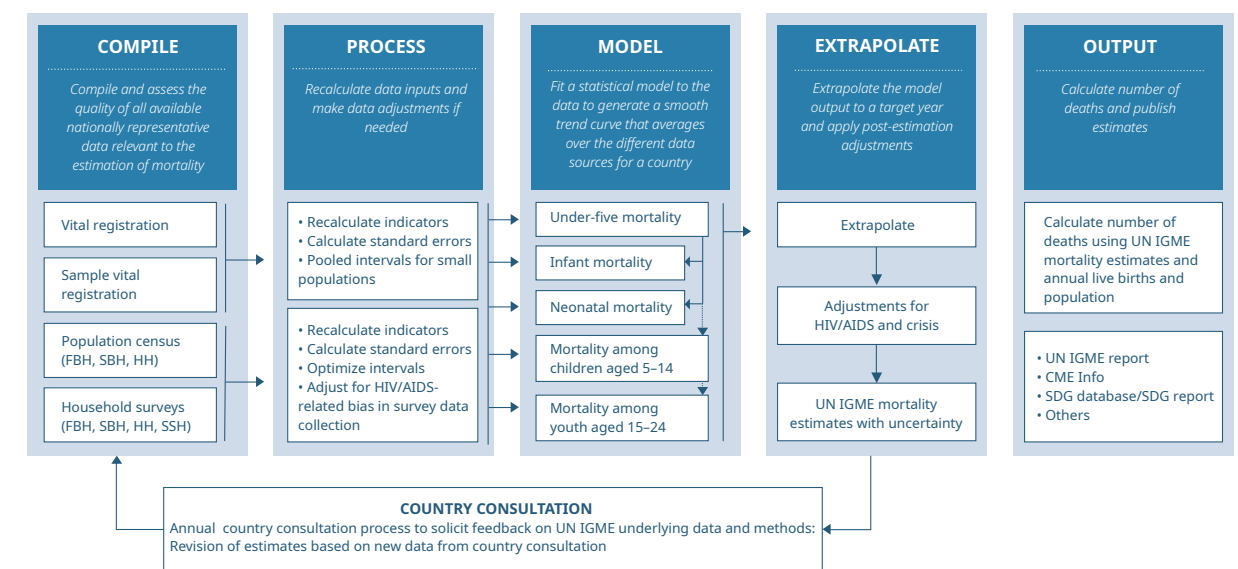 COMPILE
Compile and assess the
quality of all available
nationally representative
data relevant to the
estimation of mortality
Vital registration
Sample vital
registration
Population census
(FBH, SBH, HH)
Household surveys
(FBH, SBH, HH, SSH)
PROCESS
Recalculate data inputs and
make data adjustments if
needed
• Recalculate indicators
• Calculate standard errors
• Pooled intervals for small
populations
• Recalculate indicators
• Calculate standard errors
• Optimize intervals
• Adjust for HIV/AIDS-
related bias in survey data
collection
MODEL
Fit a statistical model to the
data to generate a smooth
trend curve that averages
over the different data
sources for a country
Under-five mortality
Infant mortality
Neonatal mortality
Mortality among
children aged 5–14
Mortality among
youth aged 15–24
EXTRAPOLATE
Extrapolate the model
output to a target year
and apply post-estimation
adjustments
Extrapolate
Adjustments for
HIV/AIDS and crisis
UN IGME mortality
estimates with uncertainty
OUTPUT
Calculate number of
deaths and publish
estimates
Calculate number of
deaths using UN IGME
mortality estimates and
annual live births and
population
• UN IGME report
• CME Info
• SDG database/SDG report
• Others
COUNTRY CONSULTATION
Annual country consultation process to solicit feedback on UN IGME underlying data and methods:
Revision of estimates based on new data from country consultation